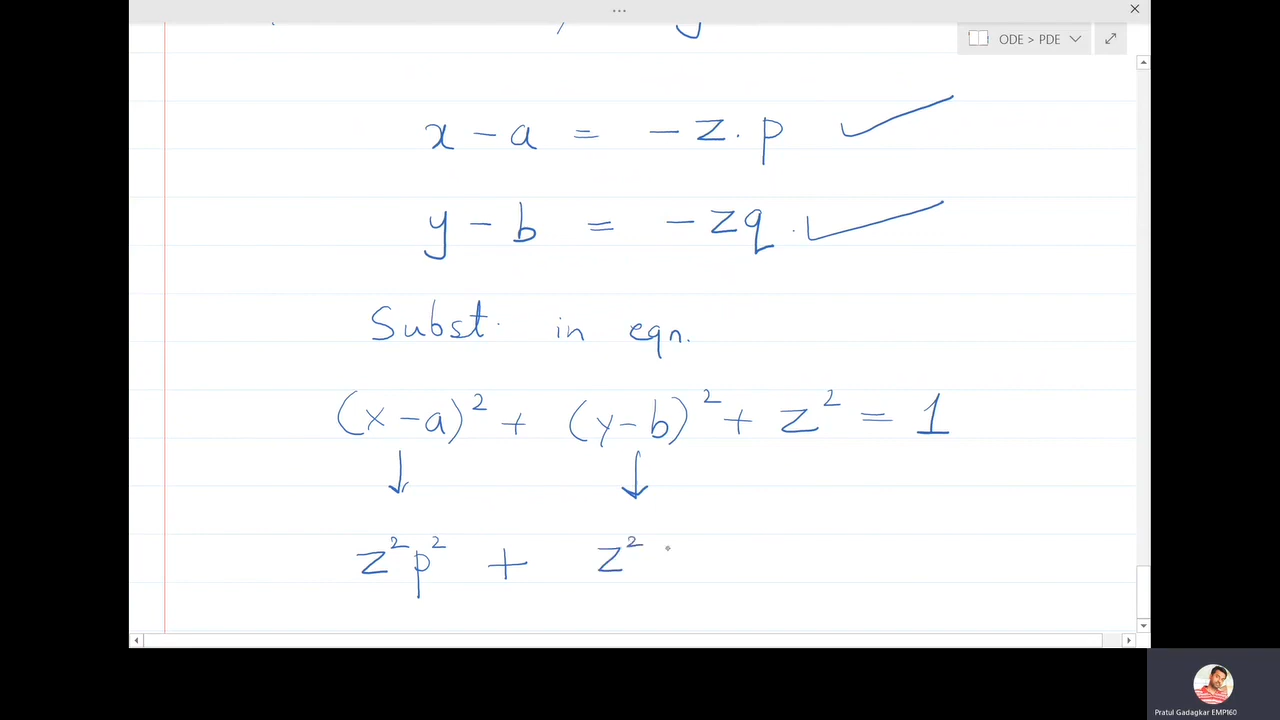 ODE > PDE
x - a = - z . p
y - b = - zq .
Subst. in eqn.
(x - a)² + (y - b)² + z² = 1
z²p² + z²
Pratul Gadagkar EMP160